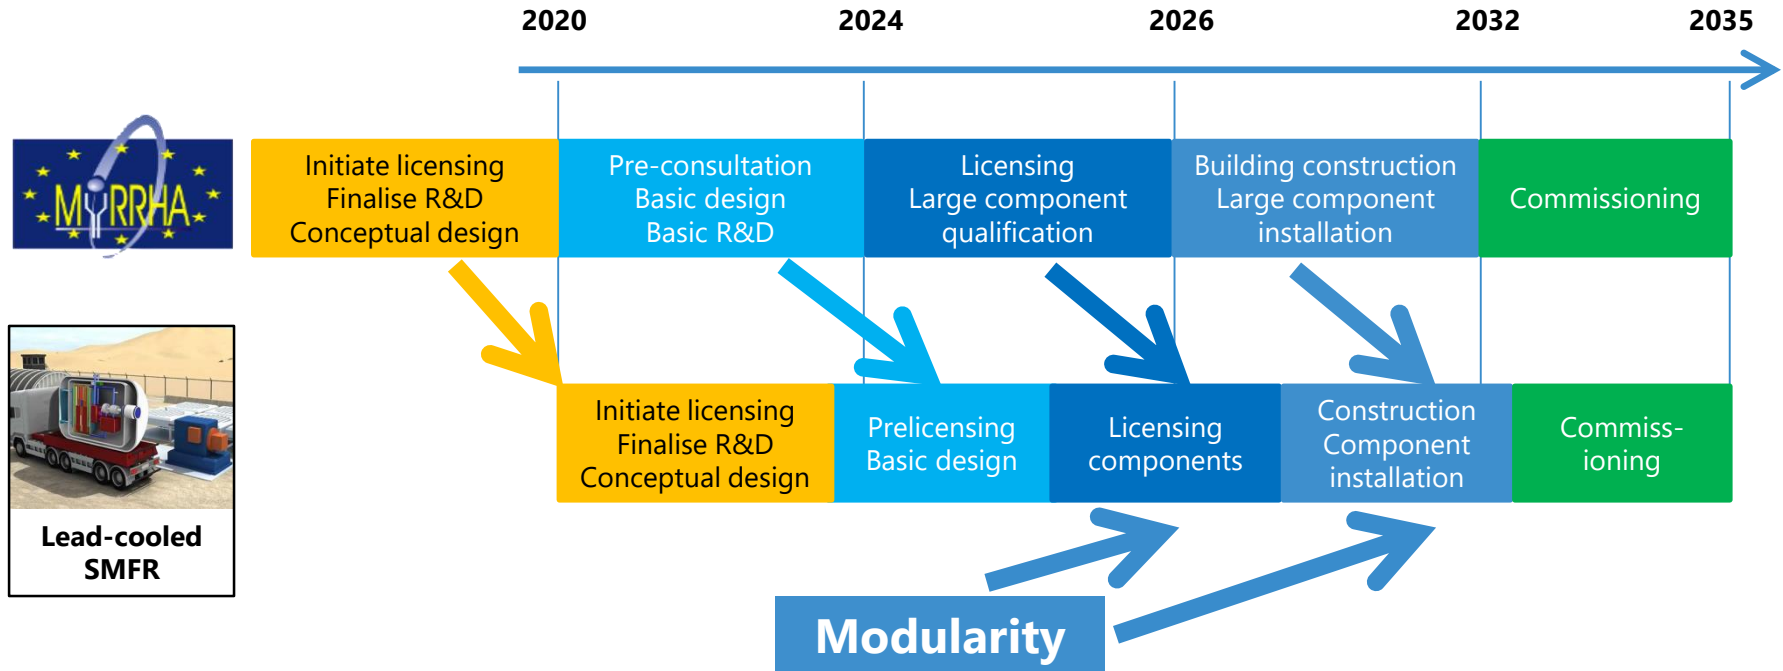 2020 2024 2026 2032 2035
MYRRHA
Initiate licensing
Finalise R&D
Conceptual design
Pre-consultation
Basic design
Basic R&D
Licensing
Large component
qualification
Building construction
Large component
installation
Commissioning
Initiate licensing
Finalise R&D
Conceptual design
Prelicensing
Basic design
Licensing
components
Construction
Component
installation
Commiss-
ioning
Lead-cooled
SMFR
Modularity